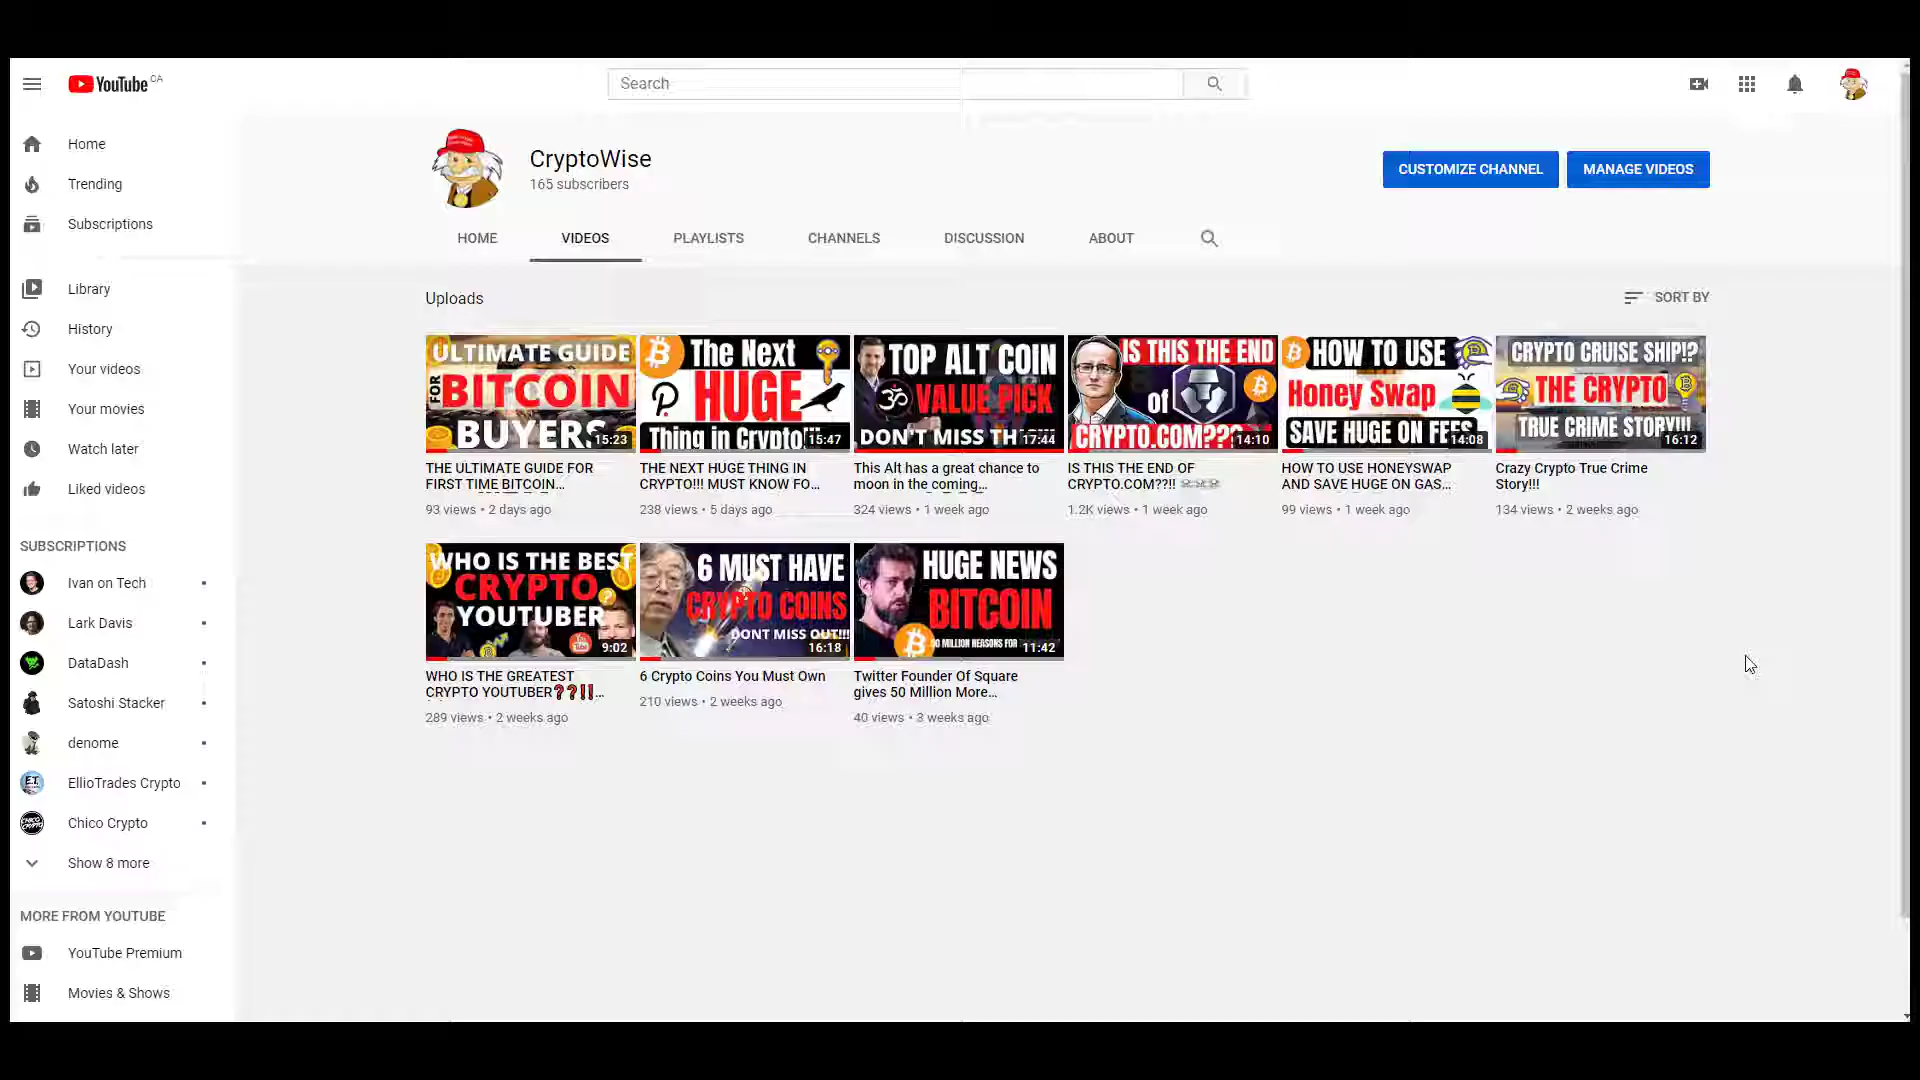 YouTube CA
Search
Home
Trending
Subscriptions
Library
History
Your videos
Your movies
Watch later
Liked videos
SUBSCRIPTIONS
Ivan on Tech
Lark Davis
DataDash
Satoshi Stacker
denome
EllioTrades Crypto
Chico Crypto
Show 8 more
MORE FROM YOUTUBE
YouTube Premium
Movies & Shows
CryptoWise
165 subscribers
CUSTOMIZE CHANNEL
MANAGE VIDEOS
HOME
VIDEOS
PLAYLISTS
CHANNELS
DISCUSSION
ABOUT
Uploads
SORT BY
ULTIMATE GUIDE
FOR
BITCOIN
BUYERS
15:23
THE ULTIMATE GUIDE FOR
FIRST TIME BITCOIN...
93 views • 2 days ago
The Next
HUGE
Thing in Crypto!!!
15:47
THE NEXT HUGE THING IN
CRYPTO!!! MUST KNOW FO...
238 views • 5 days ago
TOP ALT COIN
VALUE PICK
DON'T MISS TH
17:44
This Alt has a great chance to
moon in the coming...
324 views • 1 week ago
IS THIS THE END
of
CRYPTO.COM???
14:10
IS THIS THE END OF
CRYPTO.COM??!! ☠☠☠
1.2K views • 1 week ago
HOW TO USE
Honey Swap
SAVE HUGE ON FEES
14:08
HOW TO USE HONEYSWAP
AND SAVE HUGE ON GAS...
99 views • 1 week ago
CRYPTO CRUISE SHIP!?
THE CRYPTO
TRUE CRIME STORY!!!
16:12
Crazy Crypto True Crime
Story!!!
134 views • 2 weeks ago
WHO IS THE BEST
CRYPTO
YOUTUBER
9:02
WHO IS THE GREATEST
CRYPTO YOUTUBER❓❓‼...
289 views • 2 weeks ago
6 MUST HAVE
CRYPTO COINS
DONT MISS OUT!!!
16:18
6 Crypto Coins You Must Own
210 views • 2 weeks ago
HUGE NEWS
BITCOIN
MILLION REASONS FOR
11:42
Twitter Founder Of Square
gives 50 Million More...
40 views • 3 weeks ago